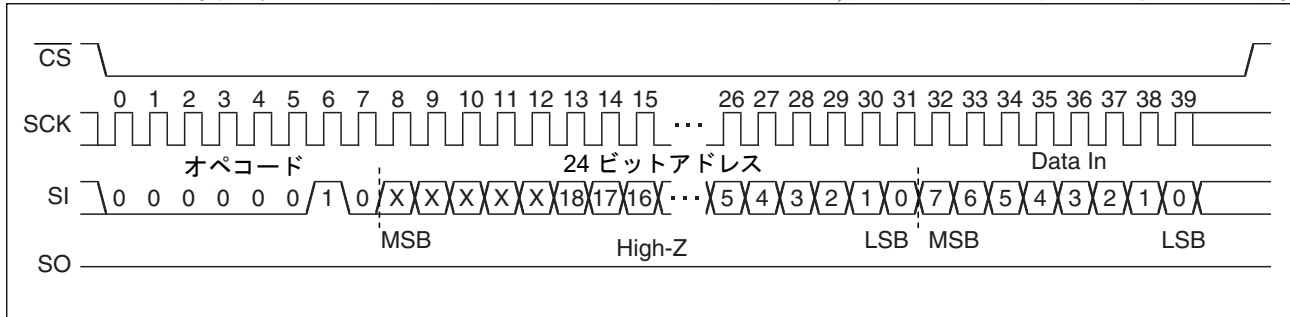 CS
0 1 2 3 4 5 6 7 8 9 10 11 12 13 14 15 26 27 28 29 30 31 32 33 34 35 36 37 38 39
SCK ···
オペコード 24 ビットアドレス Data In
SI 0 0 0 0 0 0 1 0 X X X X X 18 17 16 ··· 5 4 3 2 1 0 7 6 5 4 3 2 1 0
MSB High-Z LSB MSB LSB
SO